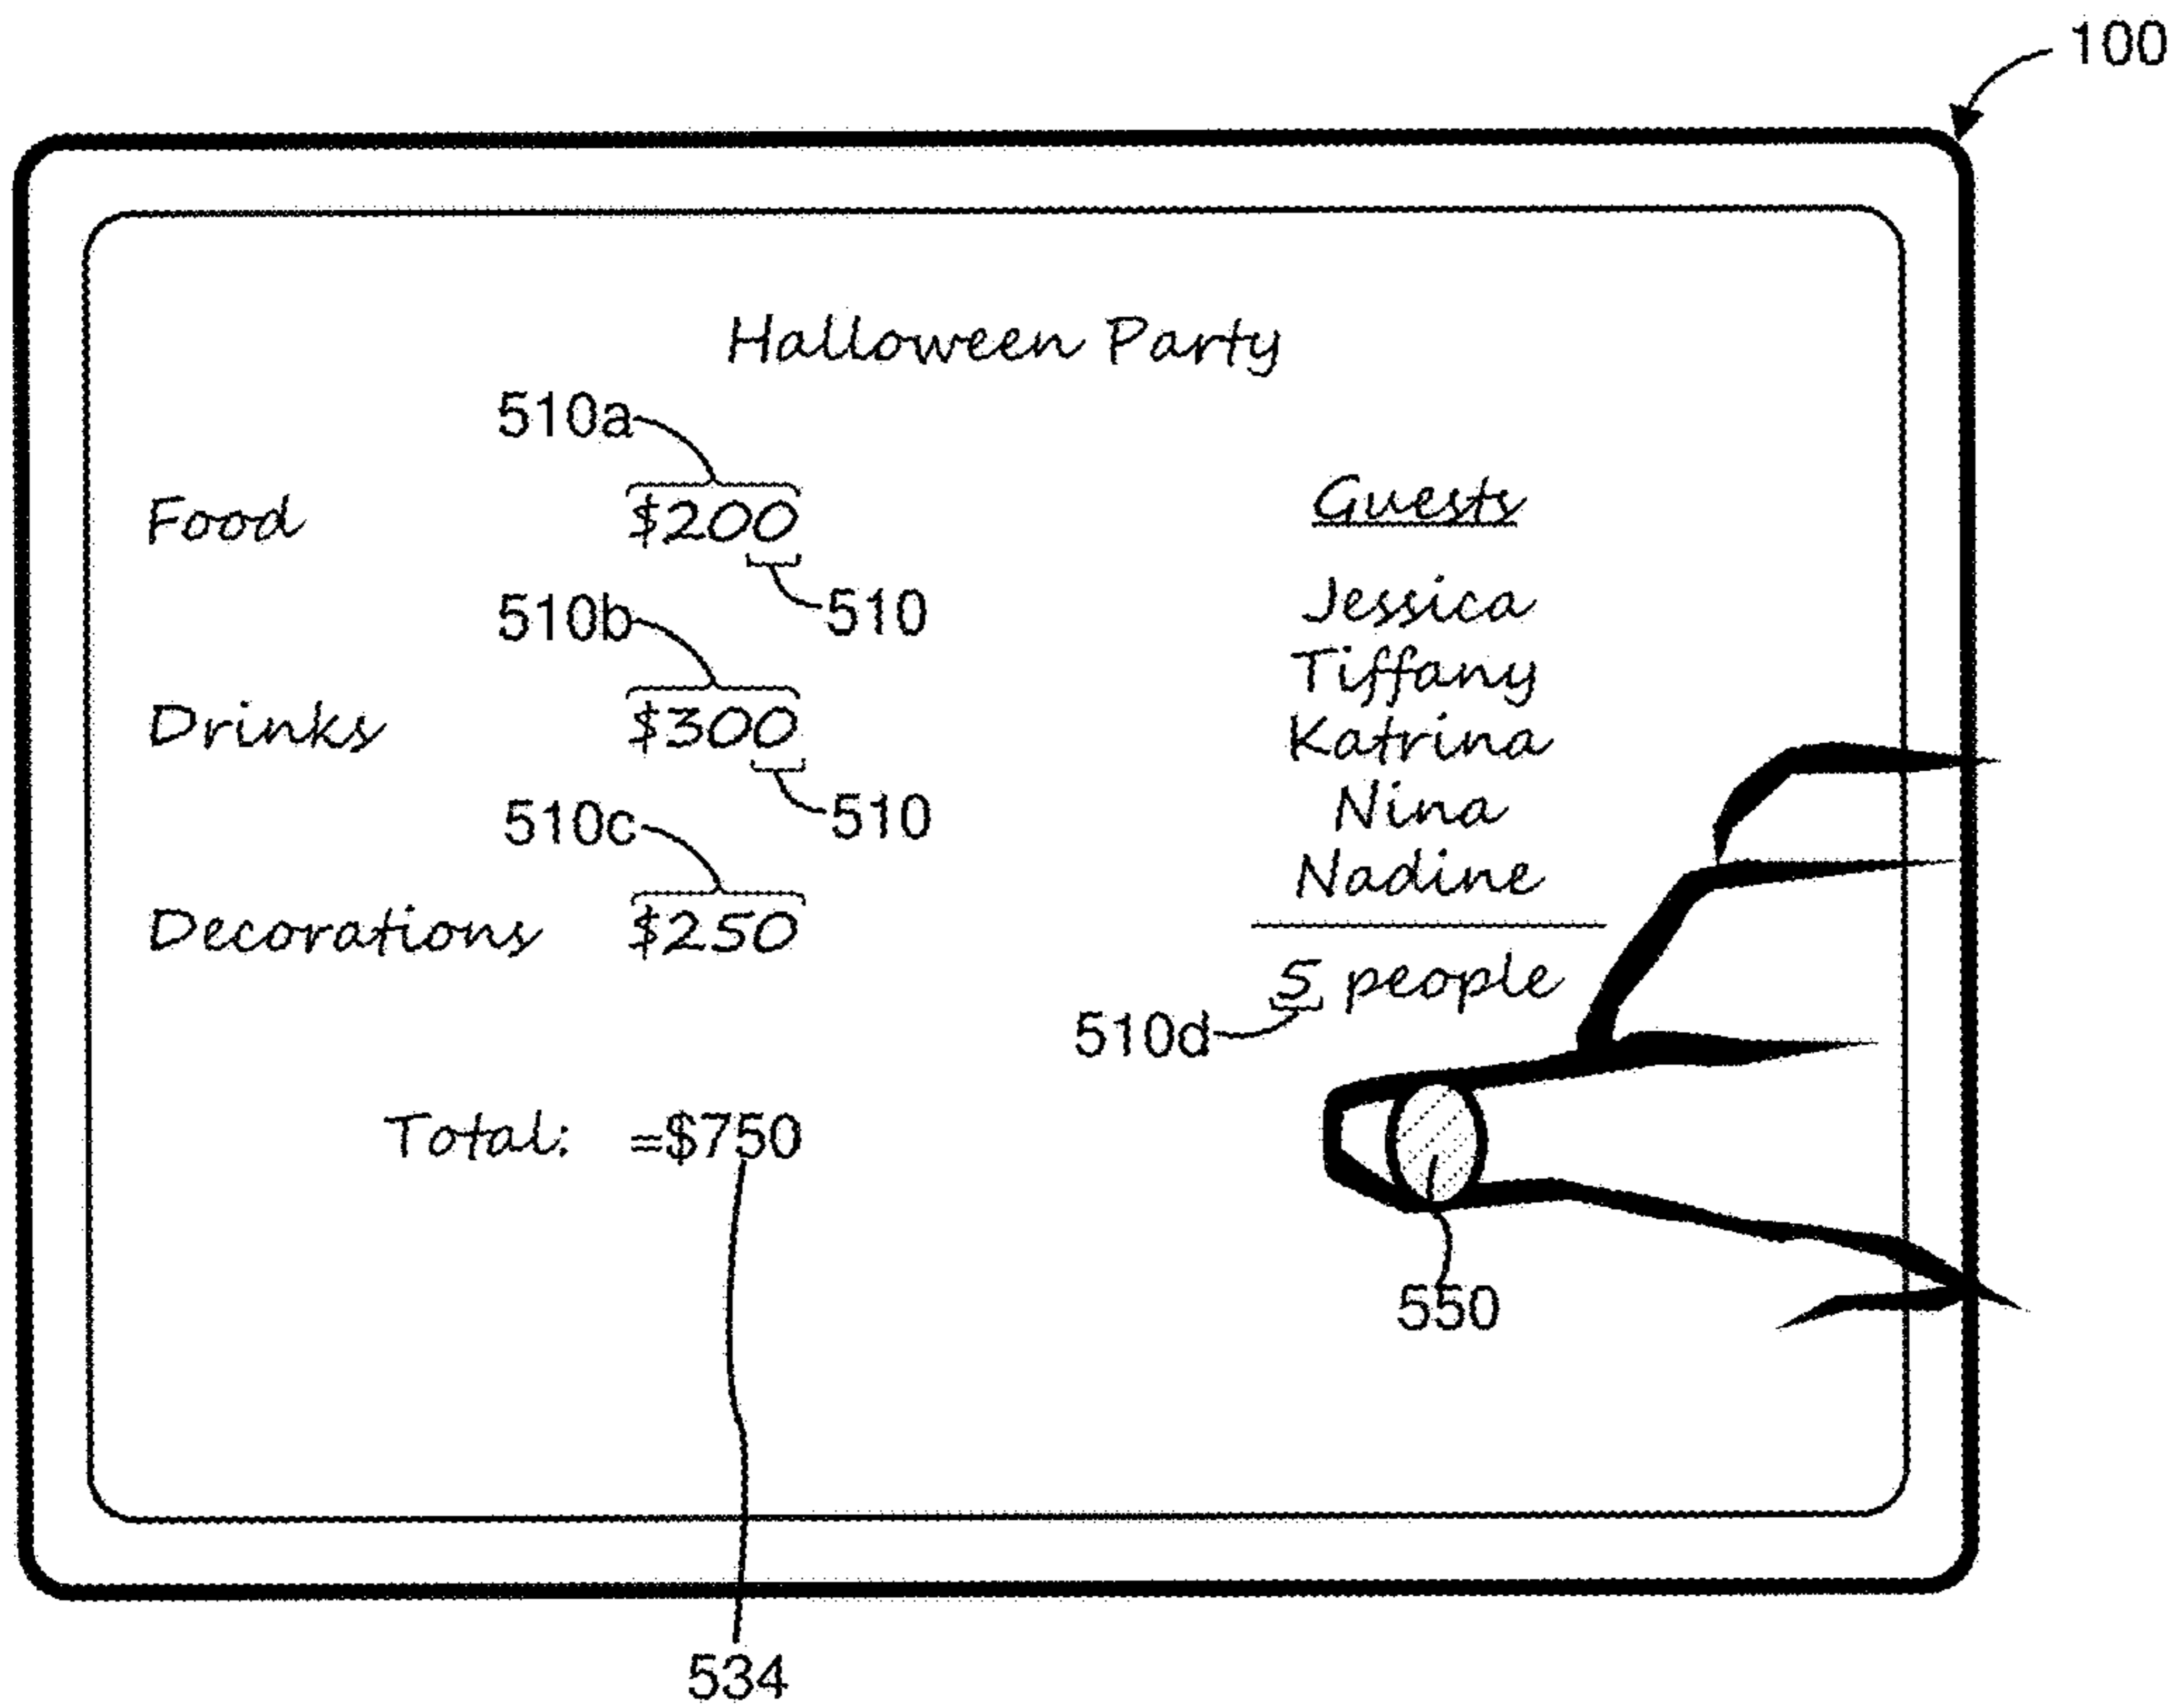 100
Halloween Party
510a
Food $200
510
510b
Drinks $300
510
510c
Decorations $250
Total: =$750
534
Guests
Jessica
Tiffany
Katrina
Nina
Nadine
5 people
510d
550